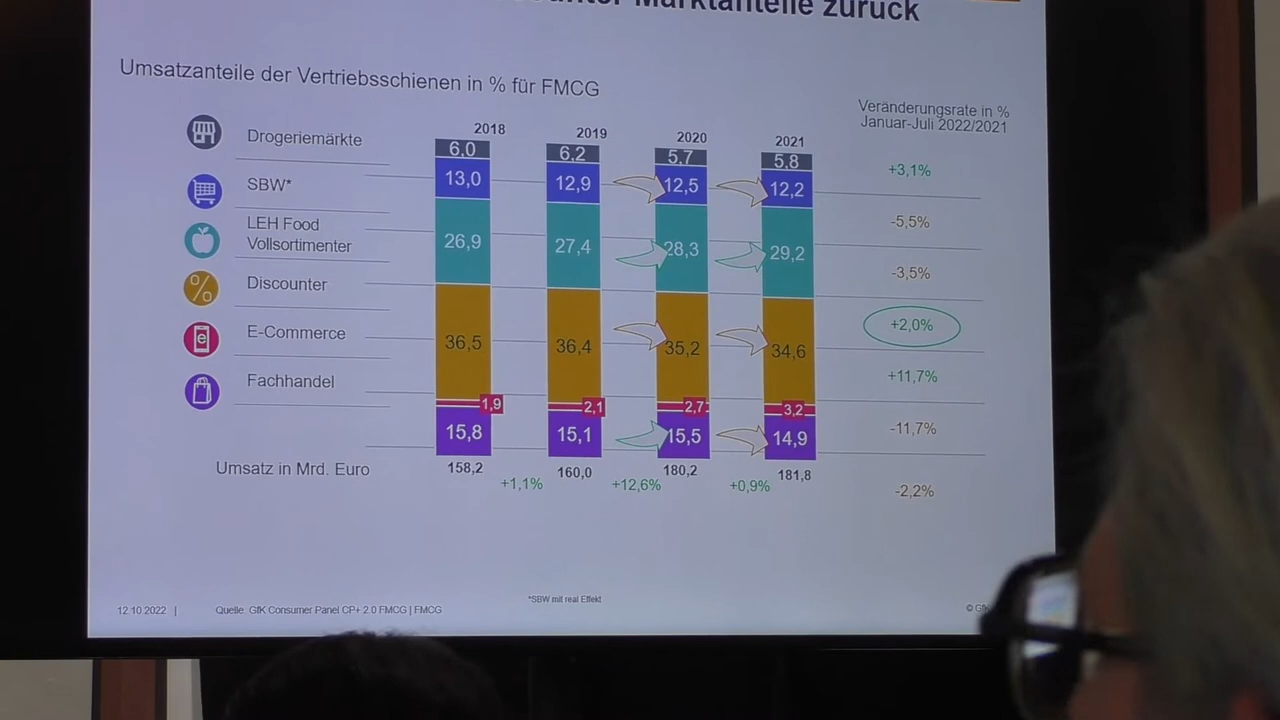 Marktanteile zurück
Umsatzanteile der Vertriebsschienen in % für FMCG
Veränderungsrate in %
Januar-Juli 2022/2021
2018 2019 2020 2021
Drogeriemärkte 6,0 6,2 5,7 5,8 +3,1%
SBW* 13,0 12,9 12,5 12,2 -5,5%
LEH Food
Vollsortimenter 26,9 27,4 28,3 29,2 -3,5%
% Discounter 36,5 36,4 35,2 34,6 +2,0%
e E-Commerce 1,9 2,1 2,7 3,2 +11,7%
Fachhandel 15,8 15,1 15,5 14,9 -11,7%
Umsatz in Mrd. Euro 158,2 160,0 180,2 181,8
+1,1% +12,6% +0,9% -2,2%
*SBW mit real Effekt
12.10.2022 | Quelle: GfK Consumer Panel CP+ 2.0 FMCG | FMCG ©